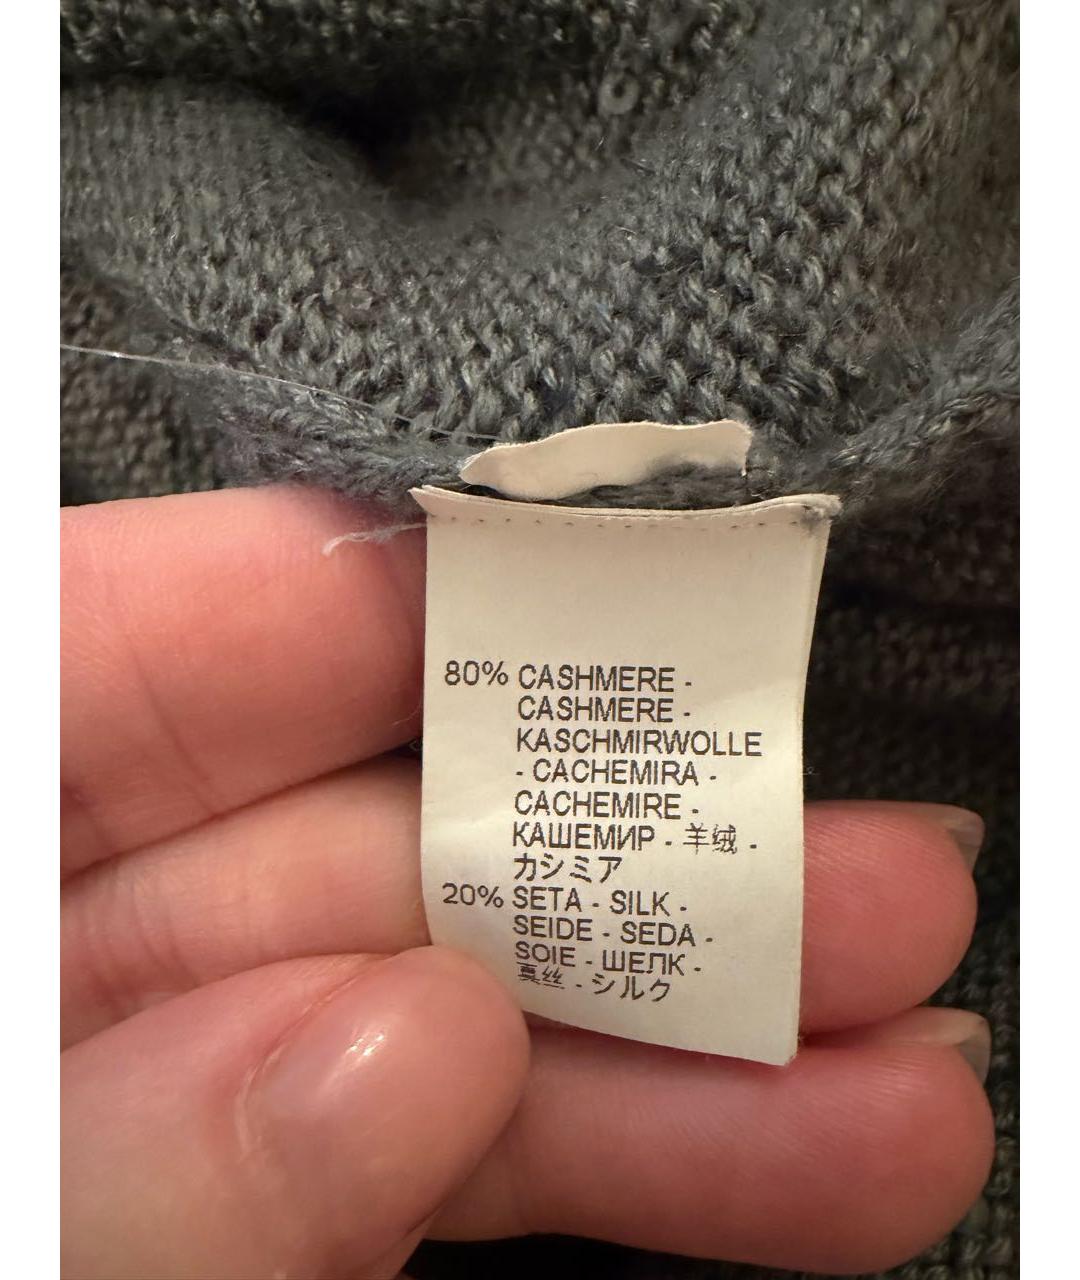 80% CASHMERE -
CASHMERE -
KASCHMIRWOLLE
- CACHEMIRA -
CACHEMIRE -
КАШЕМИР - 羊绒 -
カシミア
20% SETA - SILK -
SEIDE - SEDA -
SOIE - ШЕЛК -
真丝 - シルク